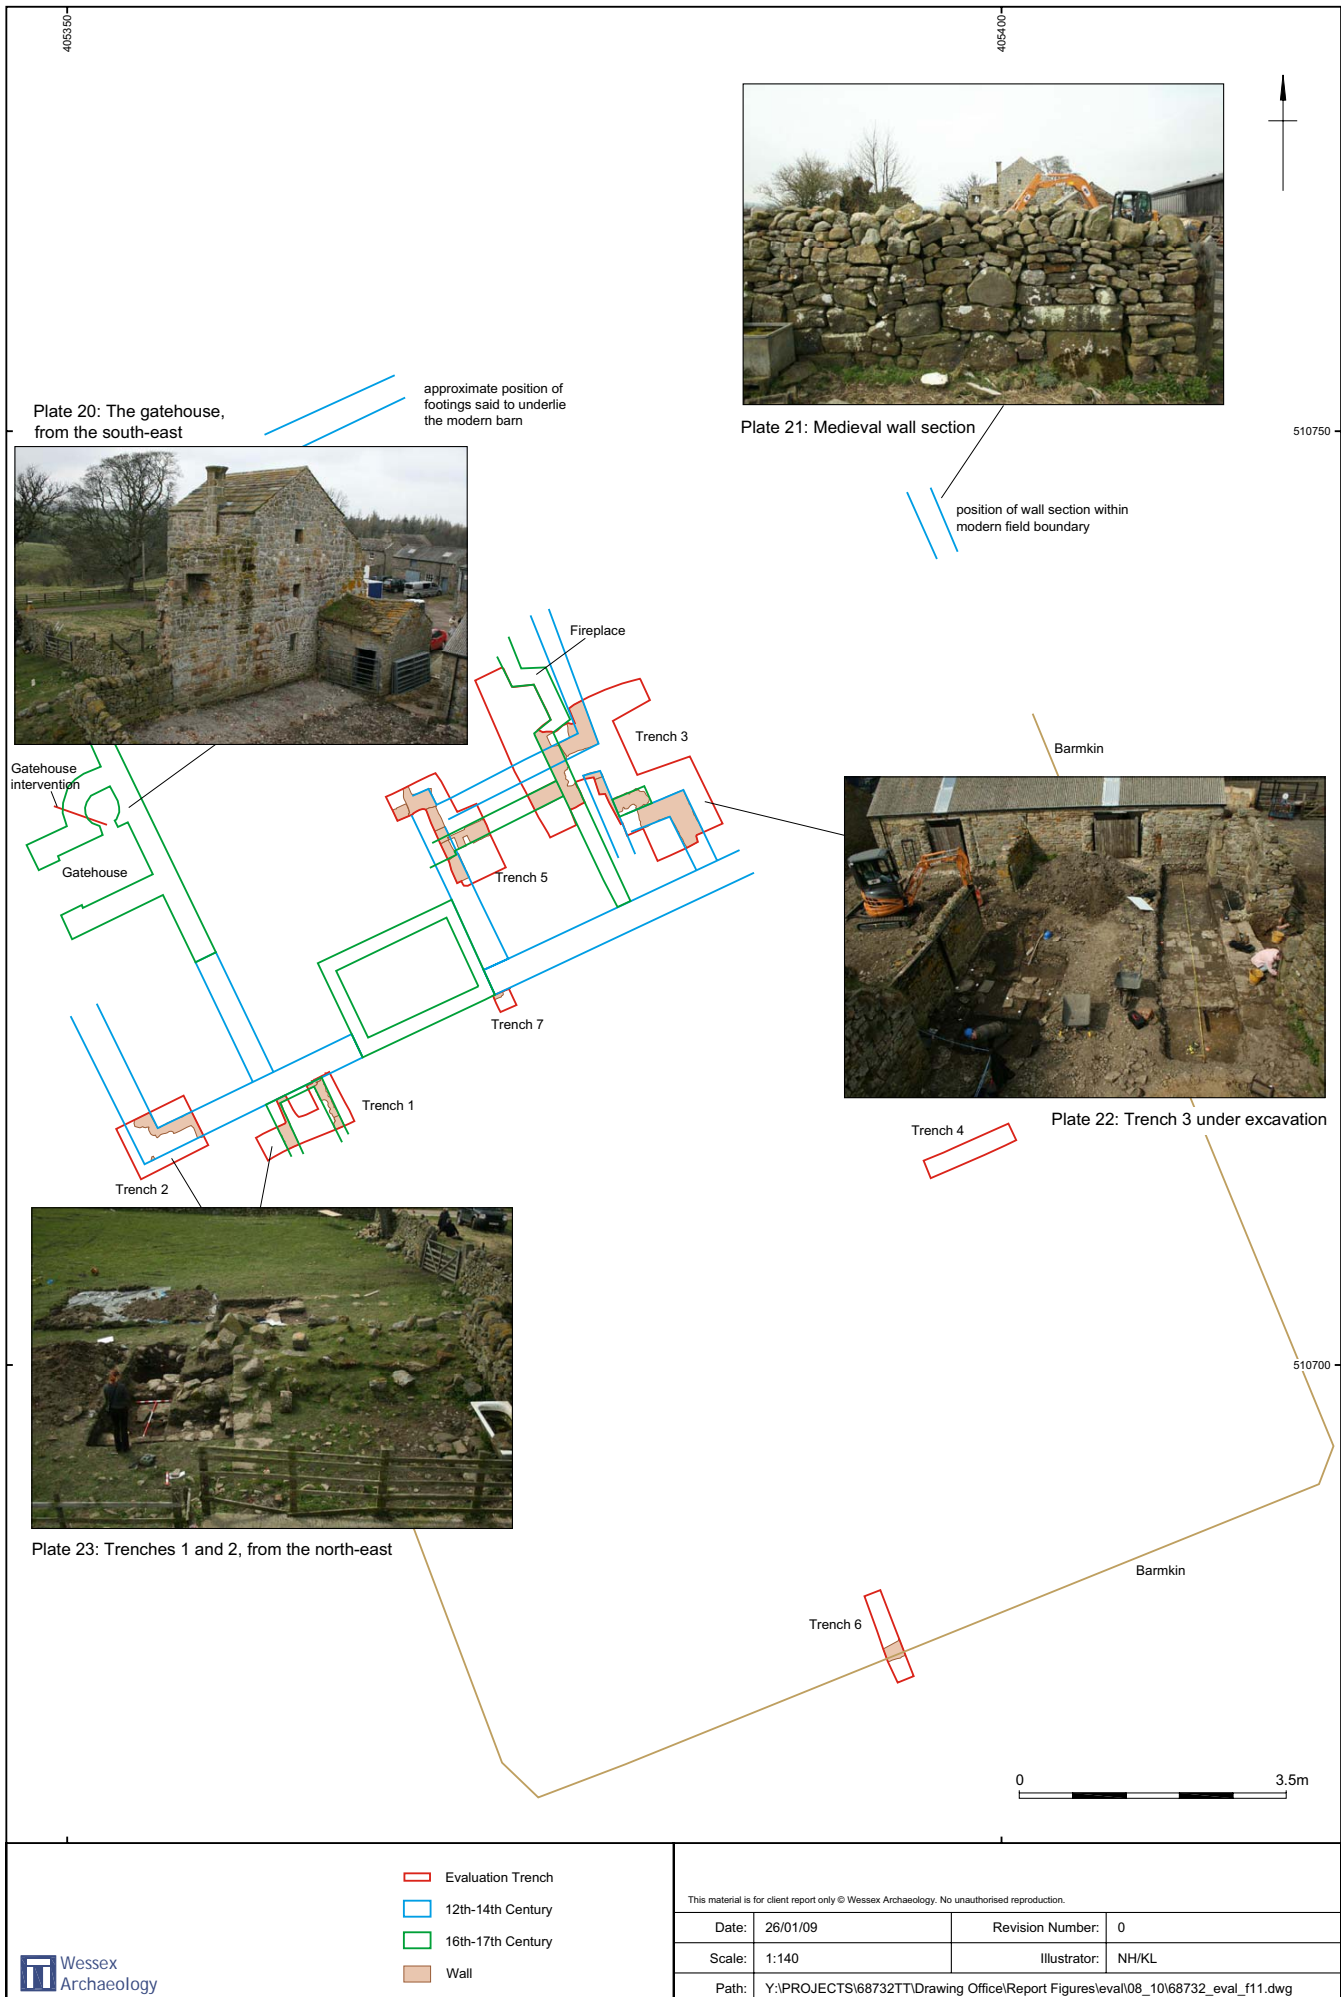 405350
405400
Plate 20: The gatehouse,
from the south-east
approximate position of
footings said to underlie
the modern barn
Plate 21: Medieval wall section
510750
position of wall section within
modern field boundary
Fireplace
Trench 3
Barmkin
Gatehouse
intervention
Gatehouse
Trench 5
Trench 7
Trench 1
Trench 4
Plate 22: Trench 3 under excavation
Trench 2
510700
Plate 23: Trenches 1 and 2, from the north-east
Barmkin
Trench 6
0
3.5m
Evaluation Trench
12th-14th Century
16th-17th Century
Wall
Wessex
Archaeology
This material is for client report only © Wessex Archaeology. No unauthorised reproduction.
Date: 26/01/09 Revision Number: 0
Scale: 1:140 Illustrator: NH/KL
Path: Y:\PROJECTS\68732TT\Drawing Office\Report Figures\eval\08_10\68732_eval_f11.dwg